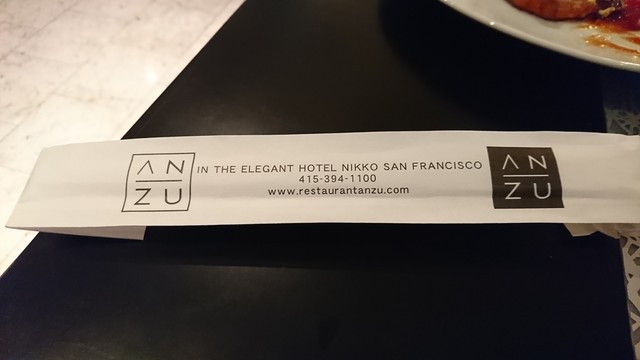 AN
ZU
IN THE ELEGANT HOTEL NIKKO SAN FRANCISCO
415-394-1100
www.restaurantanzu.com
AN
ZU